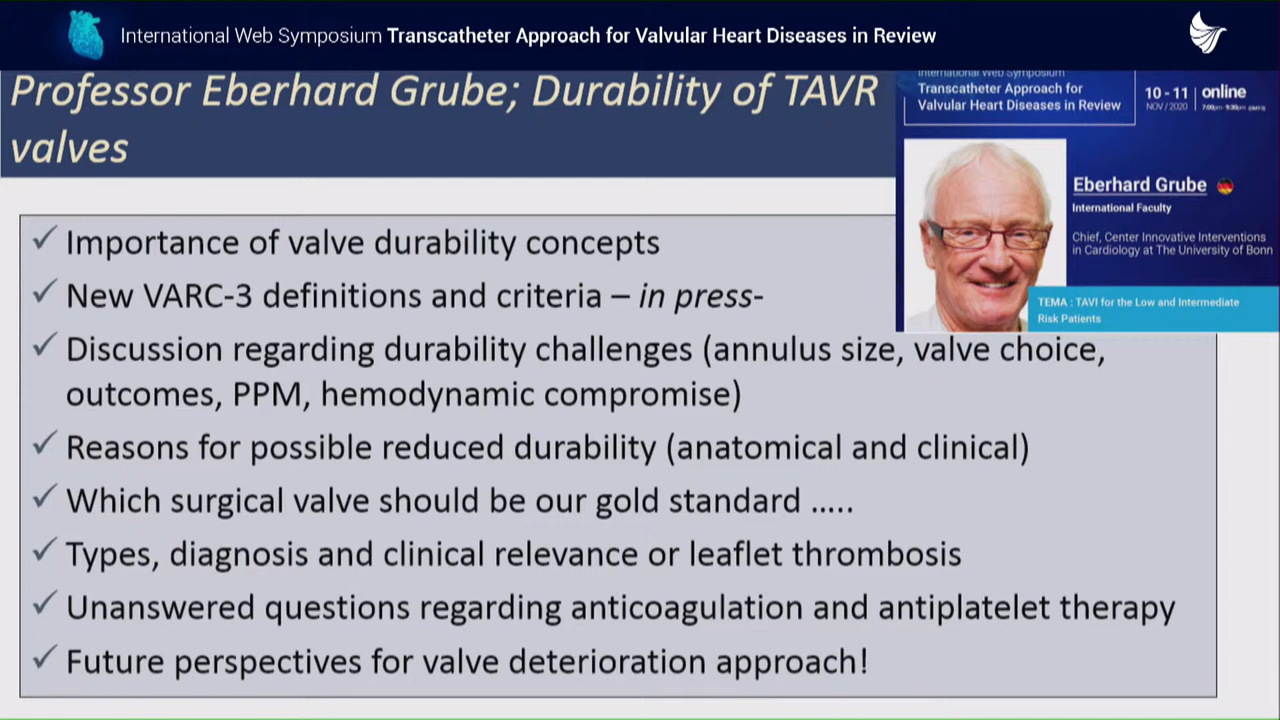 International Web Symposium Transcatheter Approach for Valvular Heart Diseases in Review
Professor Eberhard Grube; Durability of TAVR
valves
International Web Symposium
Transcatheter Approach for
Valvular Heart Diseases in Review
10 - 11
NOV / 2020
online
Eberhard Grube
International Faculty
Chief, Center Innovative Interventions
in Cardiology at The University of Bonn
TEMA : TAVI for the Low and Intermediate
Risk Patients
✓ Importance of valve durability concepts
✓ New VARC-3 definitions and criteria – in press-
✓ Discussion regarding durability challenges (annulus size, valve choice,
outcomes, PPM, hemodynamic compromise)
✓ Reasons for possible reduced durability (anatomical and clinical)
✓ Which surgical valve should be our gold standard …..
✓ Types, diagnosis and clinical relevance or leaflet thrombosis
✓ Unanswered questions regarding anticoagulation and antiplatelet therapy
✓ Future perspectives for valve deterioration approach!